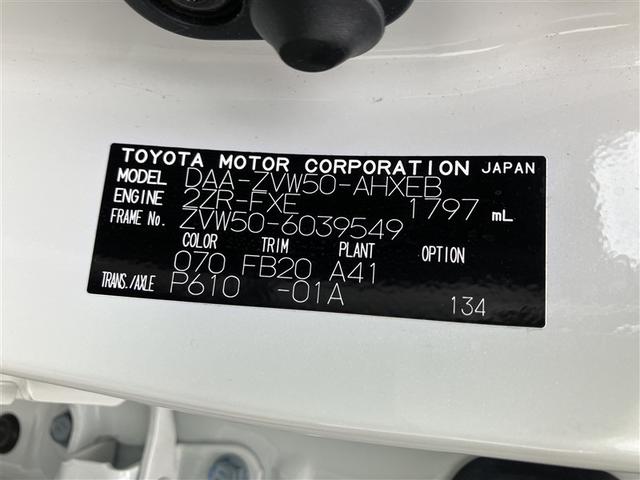 TOYOTA MOTOR CORPORATION JAPAN
MODEL DAA-ZVW50-AHXEB
ENGINE 2ZR-FXE 1797 mL
FRAME No. ZVW50-6039549
COLOR TRIM PLANT OPTION
070 FB20 A41
TRANS./AXLE P610 -01A 134